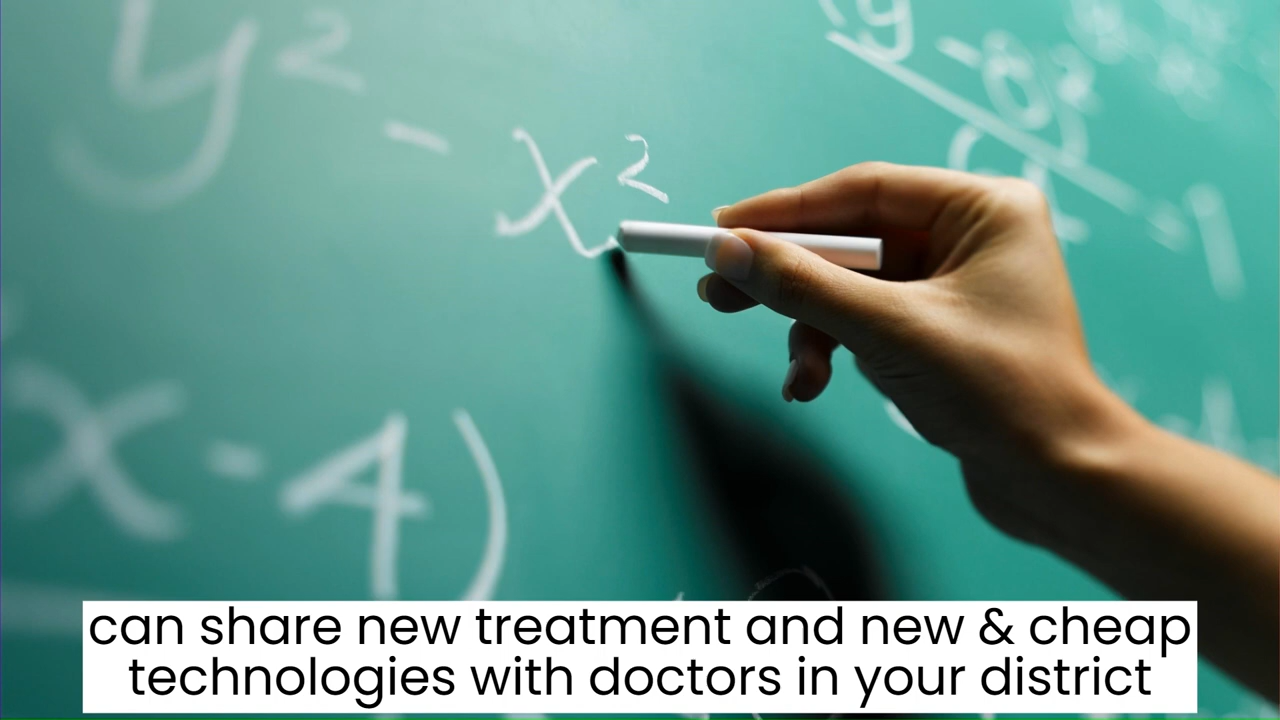 y² - x²
x - 4)
can share new treatment and new & cheap
technologies with doctors in your district